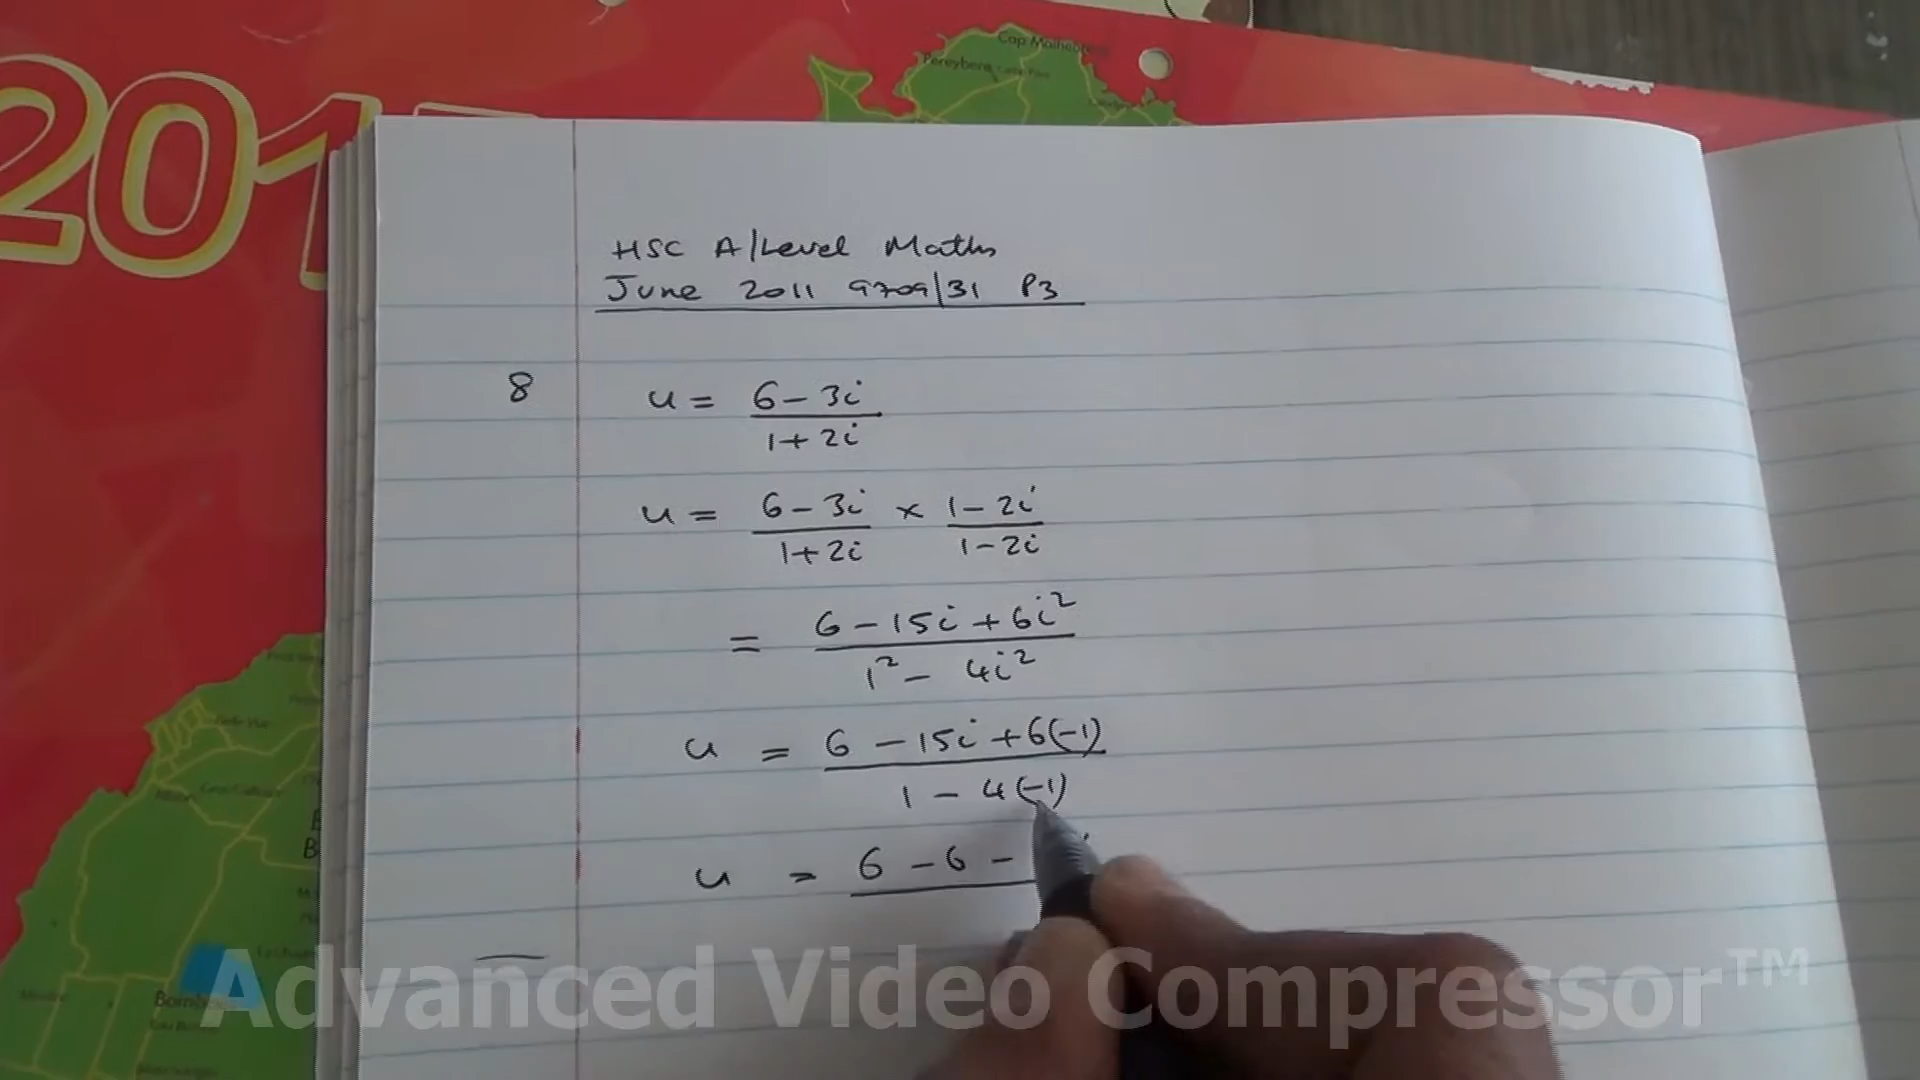 201
Cap Malheureux
Pereybere
HSC A/Level Maths
June 2011 9709/31 P3
8 u = 6 - 3i
1 + 2i
u = 6 - 3i × 1 - 2i
1 + 2i 1 - 2i
= 6 - 15i + 6i²
1² - 4i²
u = 6 - 15i + 6(-1)
1 - 4(-1)
u = 6 - 6 -
Advanced Video Compressor™